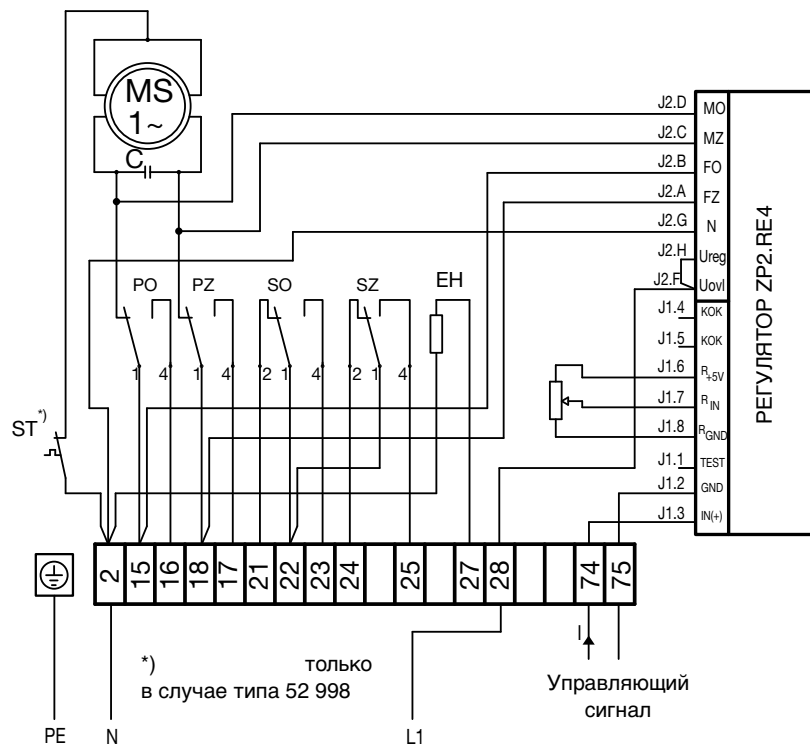 MS
1~
C
J2.D MO
J2.C MZ
J2.B FO
J2.A FZ
J2.G N
J2.H Ureg
J2.F Uovl
J1.4 КОК
J1.5 КОК
J1.6 R+5V
J1.7 R IN
J1.8 RGND
J1.1 TEST
J1.2 GND
J1.3 IN(+)
РЕГУЛЯТОР ZP2.RE4
PO PZ SO SZ EH
1 4 1 4 2 1 4 2 1 4
ST*)
2 15 16 18 17 21 22 23 24 25 27 28 74 75
I
*) только
в случае типа 52 998
Управляющий
сигнал
PE N L1